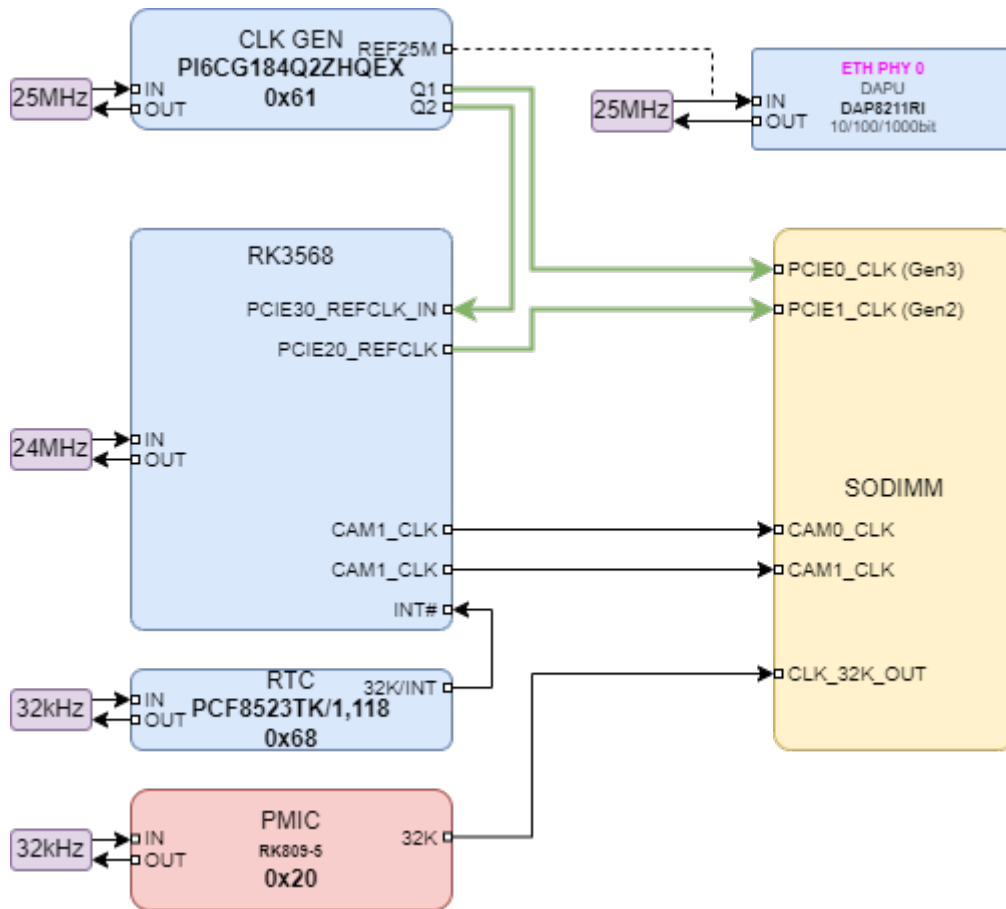 CLK GEN
PI6CG184Q2ZHQEX
0x61
REF25M
Q1
Q2
25MHz
IN
OUT
25MHz
ETH PHY 0
DAPU
DAP8211RI
10/100/1000bit
IN
OUT
RK3568
PCIE30_REFCLK_IN
PCIE20_REFCLK
24MHz
IN
OUT
CAM1_CLK
CAM1_CLK
INT#
PCIE0_CLK (Gen3)
PCIE1_CLK (Gen2)
SODIMM
CAM0_CLK
CAM1_CLK
CLK_32K_OUT
RTC
PCF8523TK/1,118
0x68
32K/INT
32kHz
IN
OUT
PMIC
RK809-5
0x20
32K
32kHz
IN
OUT